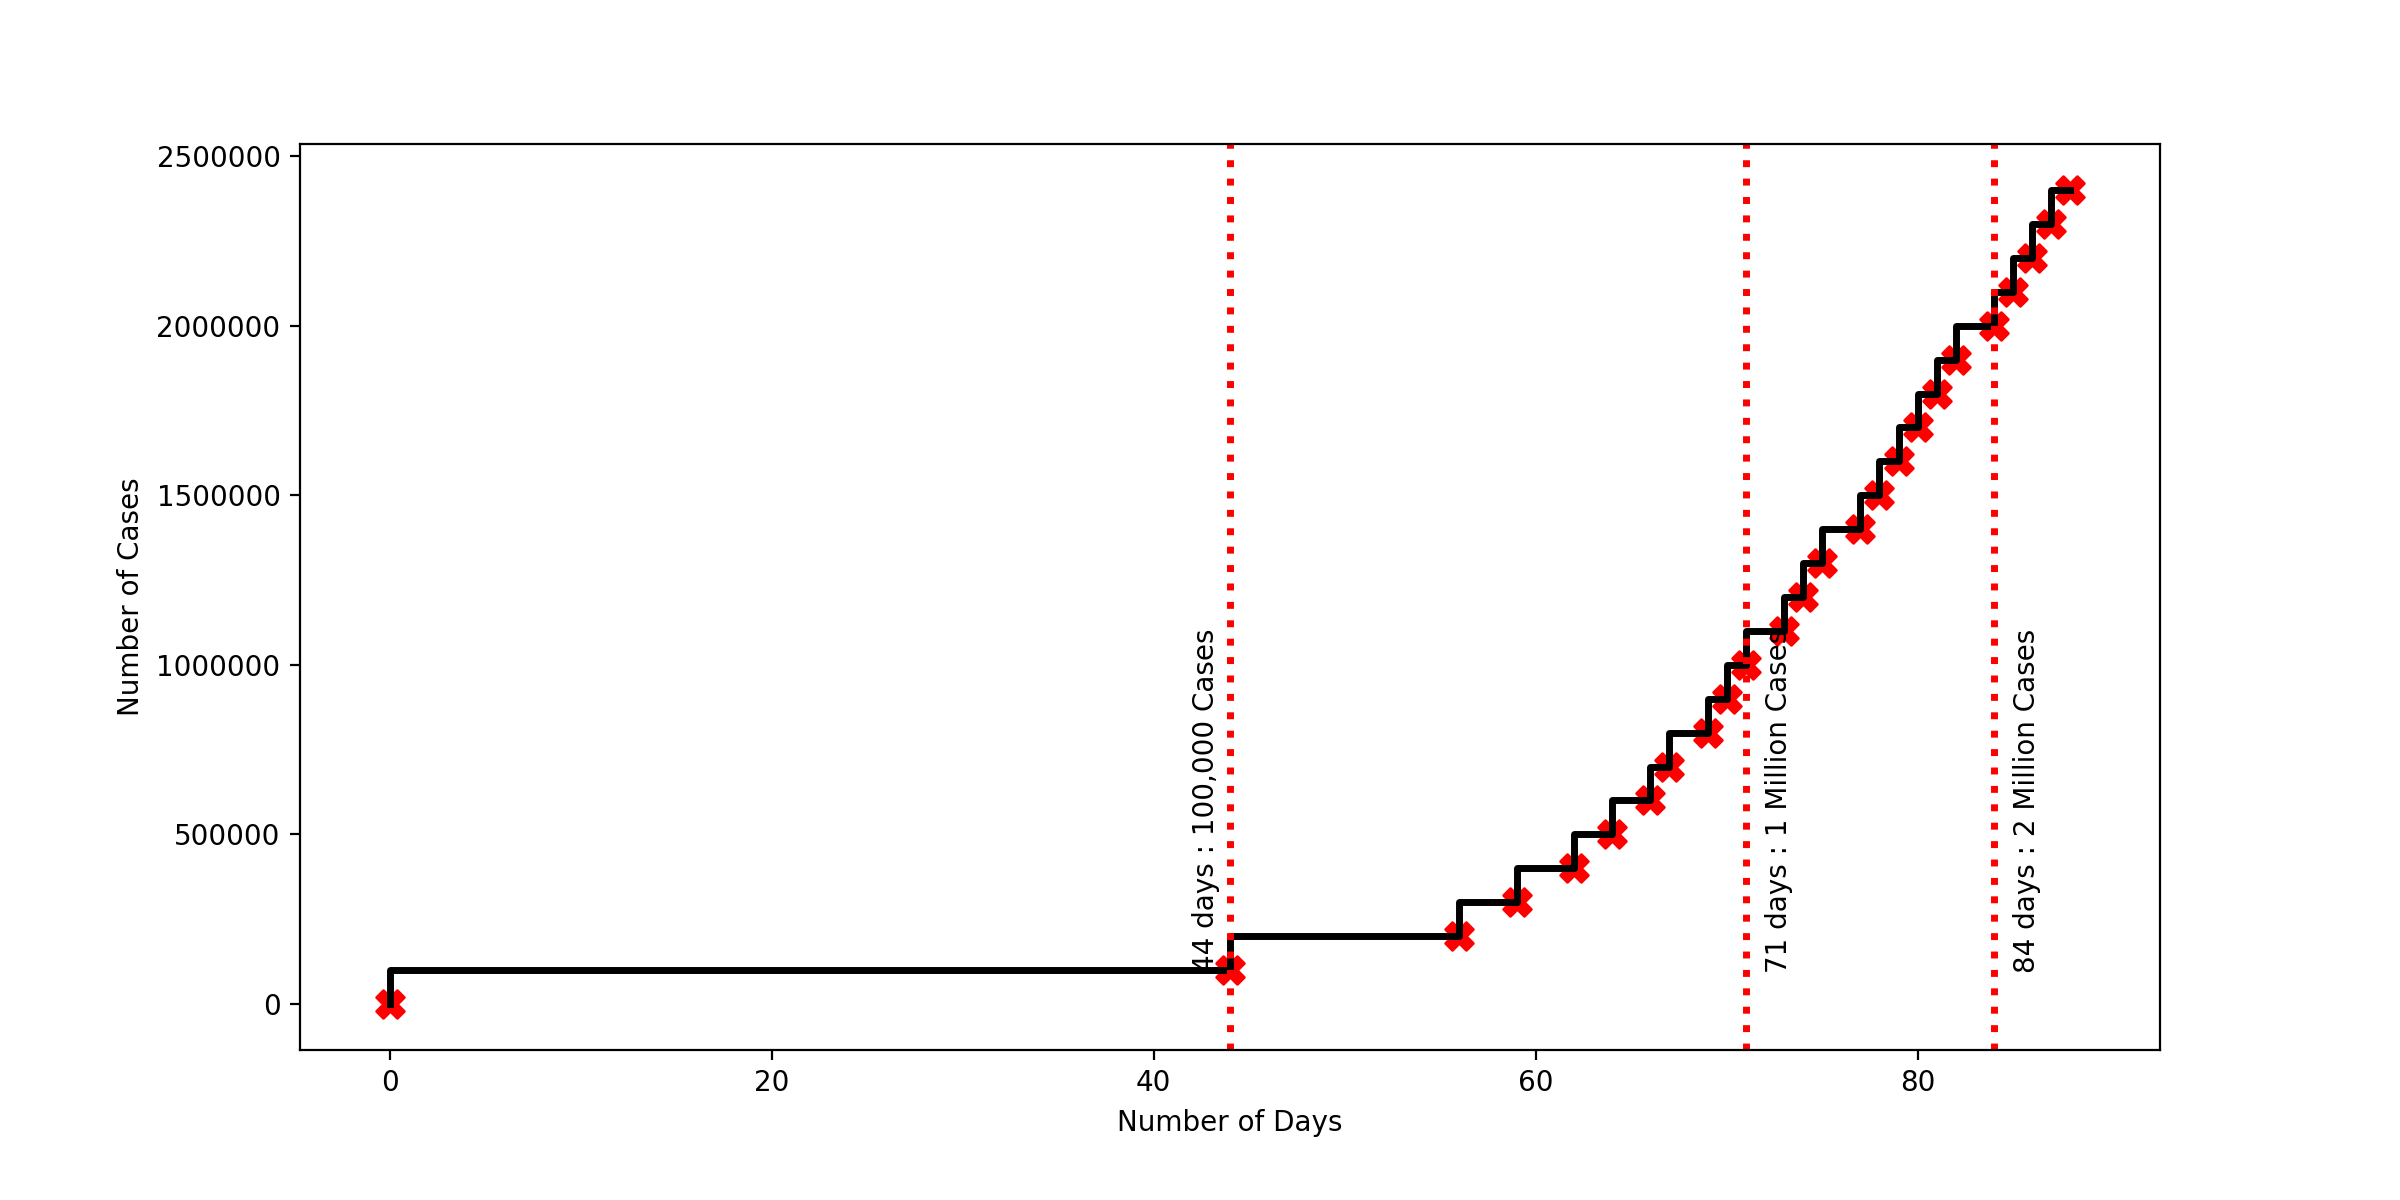 2500000
2000000
1500000
1000000
500000
0
Number of Cases
44 days : 100,000 Cases
71 days : 1 Million Cases
84 days : 2 Million Cases
0 20 40 60 80
Number of Days